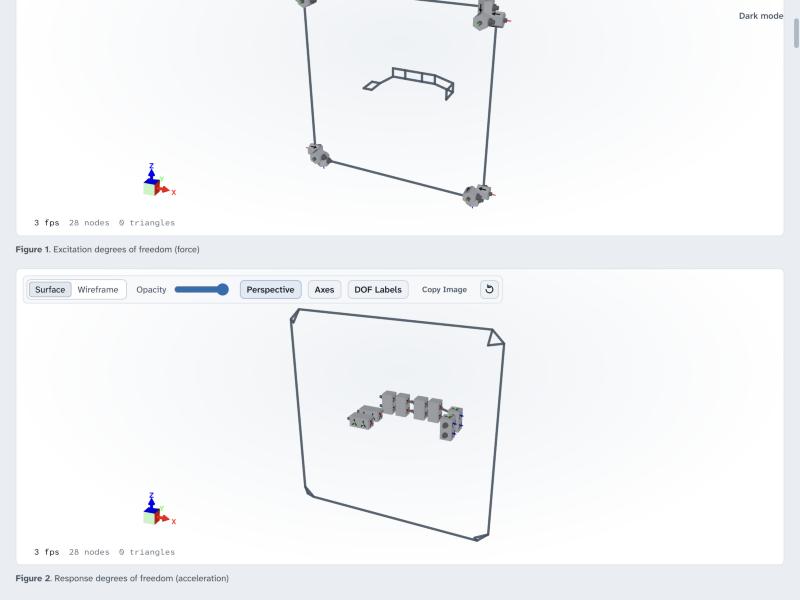 Dark mode
Z
Y
X
3 fps 28 nodes 0 triangles
Figure 1. Excitation degrees of freedom (force)
Surface Wireframe Opacity Perspective Axes DOF Labels Copy Image
Z
Y
X
3 fps 28 nodes 0 triangles
Figure 2. Response degrees of freedom (acceleration)